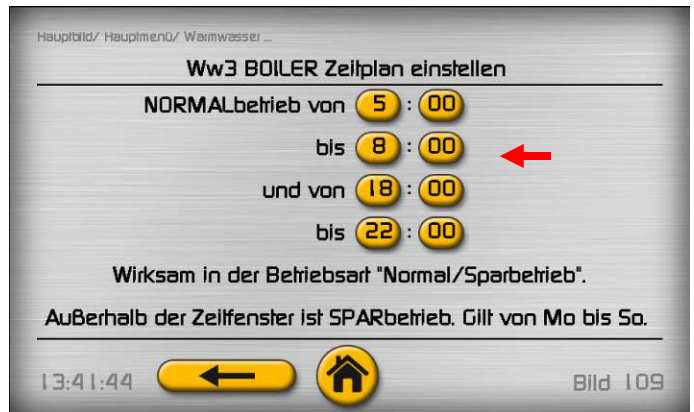 Hauptbild/ Hauptmenü/ Warmwasser ...
Ww3 BOILER Zeitplan einstellen
NORMALbetrieb von 5 : 00
bis 8 : 00
und von 18 : 00
bis 22 : 00
Wirksam in der Betriebsart "Normal/Sparbetrieb".
Außerhalb der Zeitfenster ist SPARbetrieb. Gilt von Mo bis So.
13:41:44 Bild 109